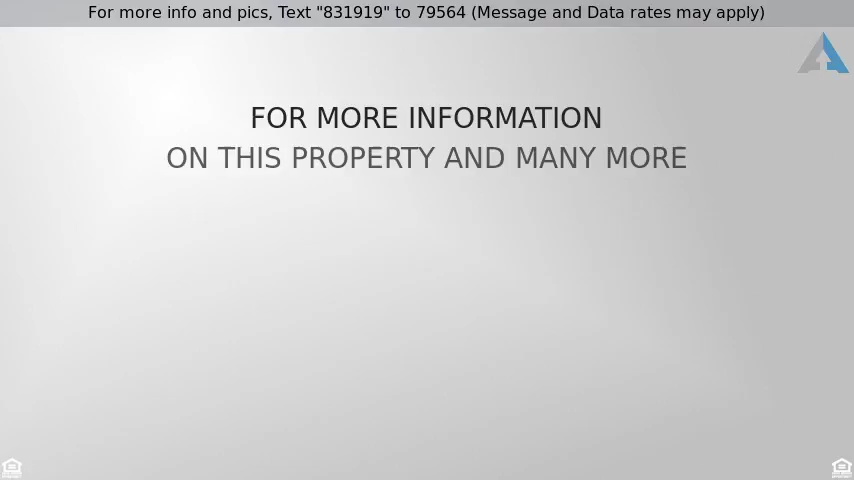 For more info and pics, Text "831919" to 79564 (Message and Data rates may apply)
FOR MORE INFORMATION
ON THIS PROPERTY AND MANY MORE